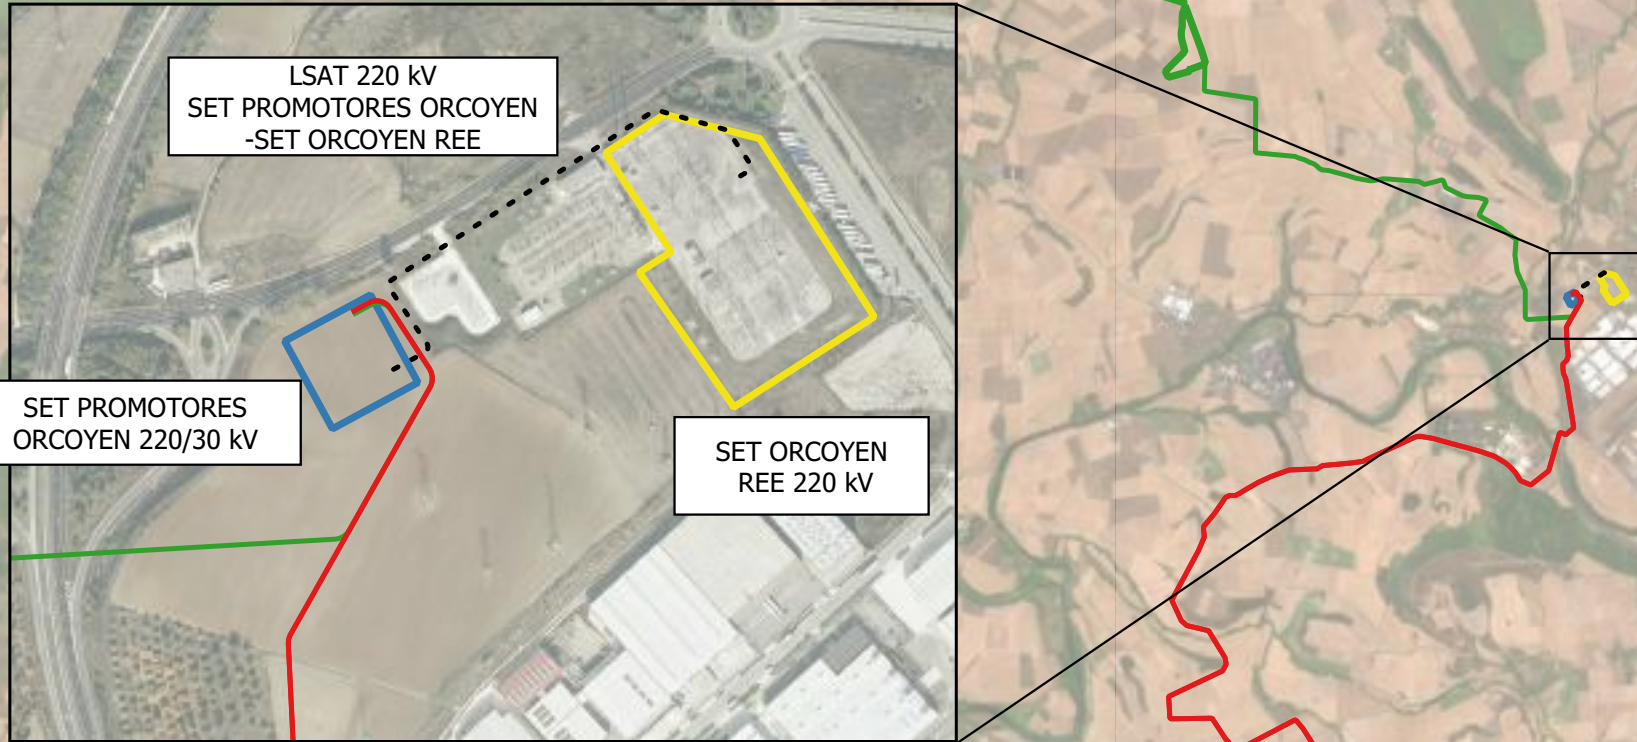 LSAT 220 kV
SET PROMOTORES ORCOYEN
-SET ORCOYEN REE
SET PROMOTORES
ORCOYEN 220/30 kV
SET ORCOYEN
REE 220 kV